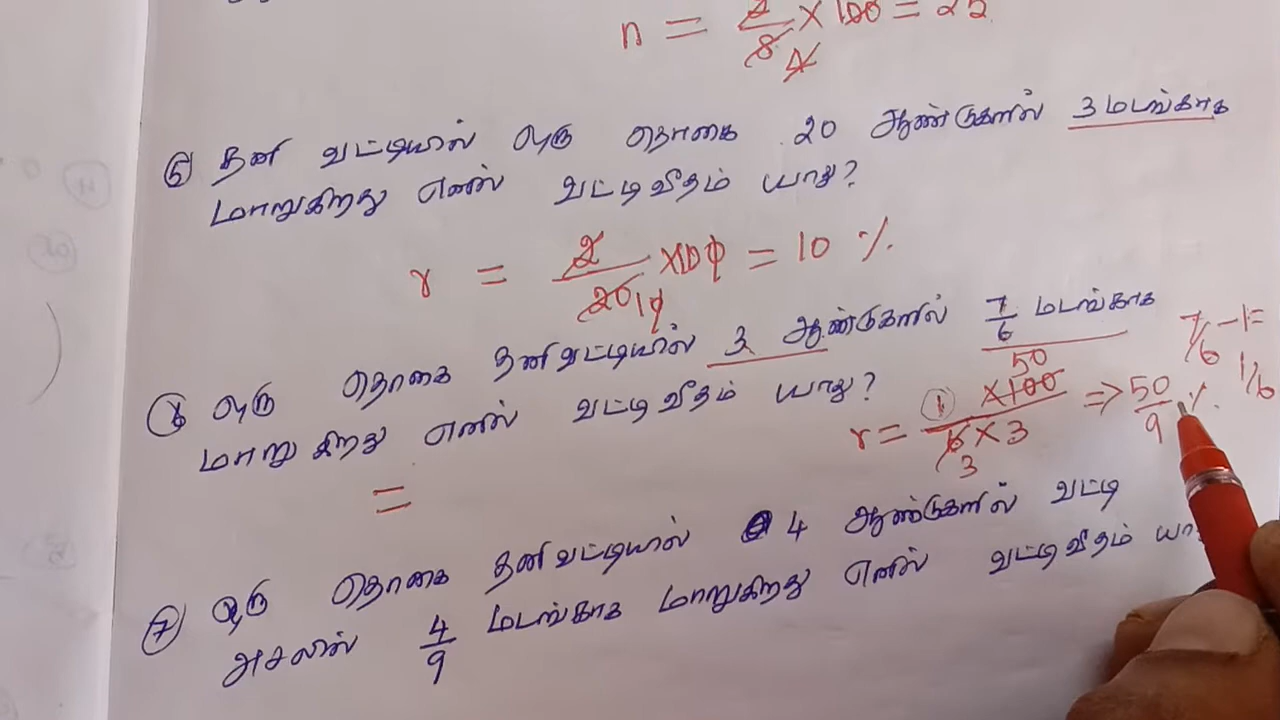 n = 2/8 4 × 100 = 25
⑤ தனி வட்டியில் ஒரு தொகை 20 ஆண்டுகளில் 3 மடங்காக
மாறுகிறது எனில் வட்டி வீதம் யாது?
r = 2/20 × 100 = 10 %
⑥ ஒரு தொகை தனிவட்டியில் 3 ஆண்டுகளில் 7/6 மடங்காக
மாறுகிறது எனில் வட்டி வீதம் யாது?
7/6 - 1 = 1/6
r = 1 × 100 50 / 6 3 × 3 => 50/9 %
=
⑦ ஒரு தொகை தனிவட்டியில் 4 ஆண்டுகளில் வட்டி
அசலில் 4/9 மடங்காக மாறுகிறது எனில் வட்டி வீதம்